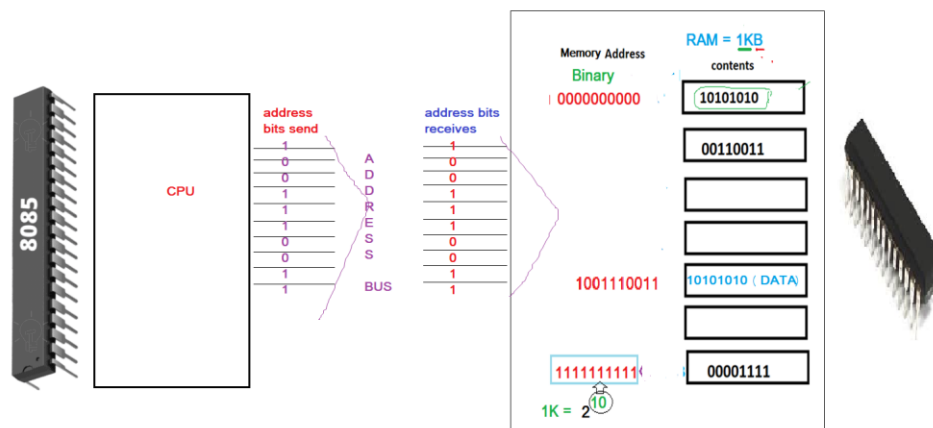 8085
CPU
address
bits send
1
0
0
1
1
1
0
0
1
1
ADDRESS
BUS
address bits
receives
1
0
0
1
1
1
0
0
1
1
RAM = 1KB
Memory Address
contents
Binary
0000000000
10101010
00110011
1001110011
10101010 ( DATA)
1111111111
00001111
1K = 2^10